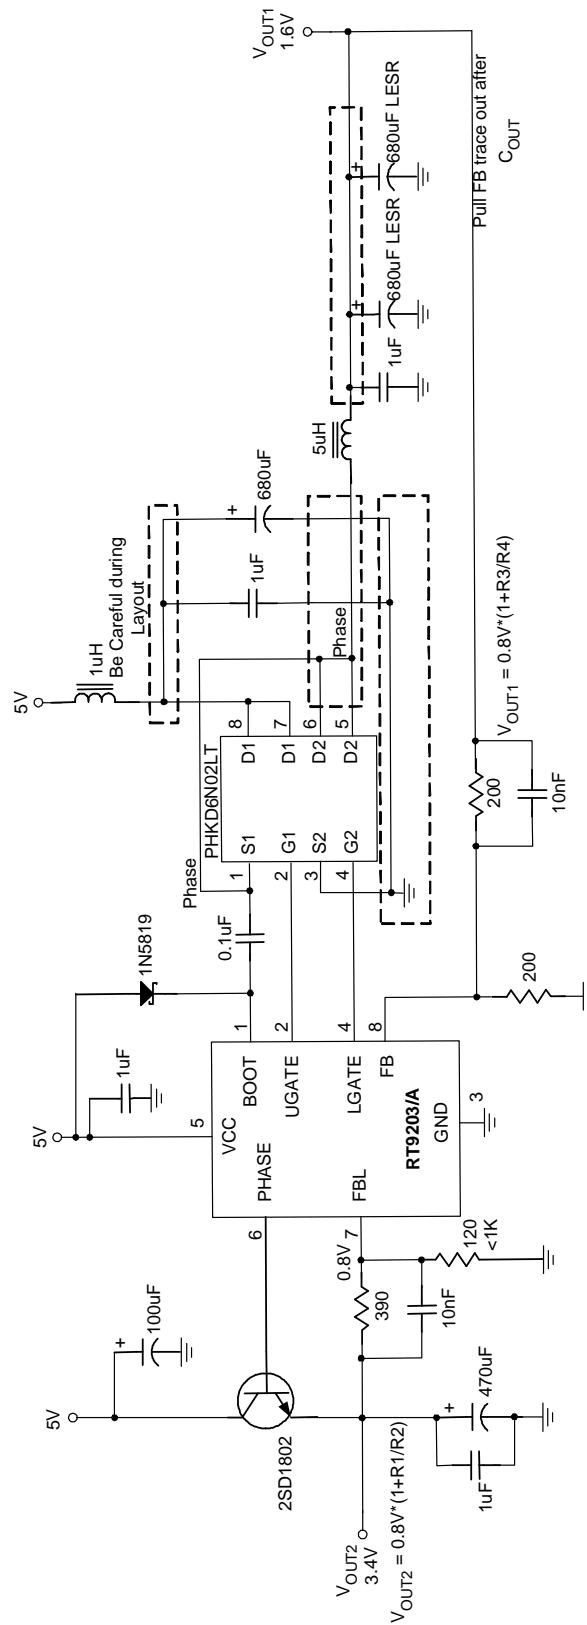 5V
1uH
Be Careful during
Layout
680uF
1uF
5uH
1uF
+
680uF LESR
+
680uF LESR
+
VOUT1
1.6V
Pull FB trace out after
COUT
Phase
Phase
PHKD6N02LT
S1
G1
S2
G2
D1
D1
D2
D2
1
2
3
4
8
7
6
5
0.1uF
1N5819
5V
1uF
5
VCC
BOOT
1
UGATE
2
LGATE
4
FB
8
PHASE
6
FBL
7
RT9203/A
GND
3
VOUT1 = 0.8V*(1+R3/R4)
200
10nF
200
5V
+
100uF
2SD1802
0.8V
390
10nF
120
<1K
VOUT2
3.4V
VOUT2 = 0.8V*(1+R1/R2)
1uF
+
470uF